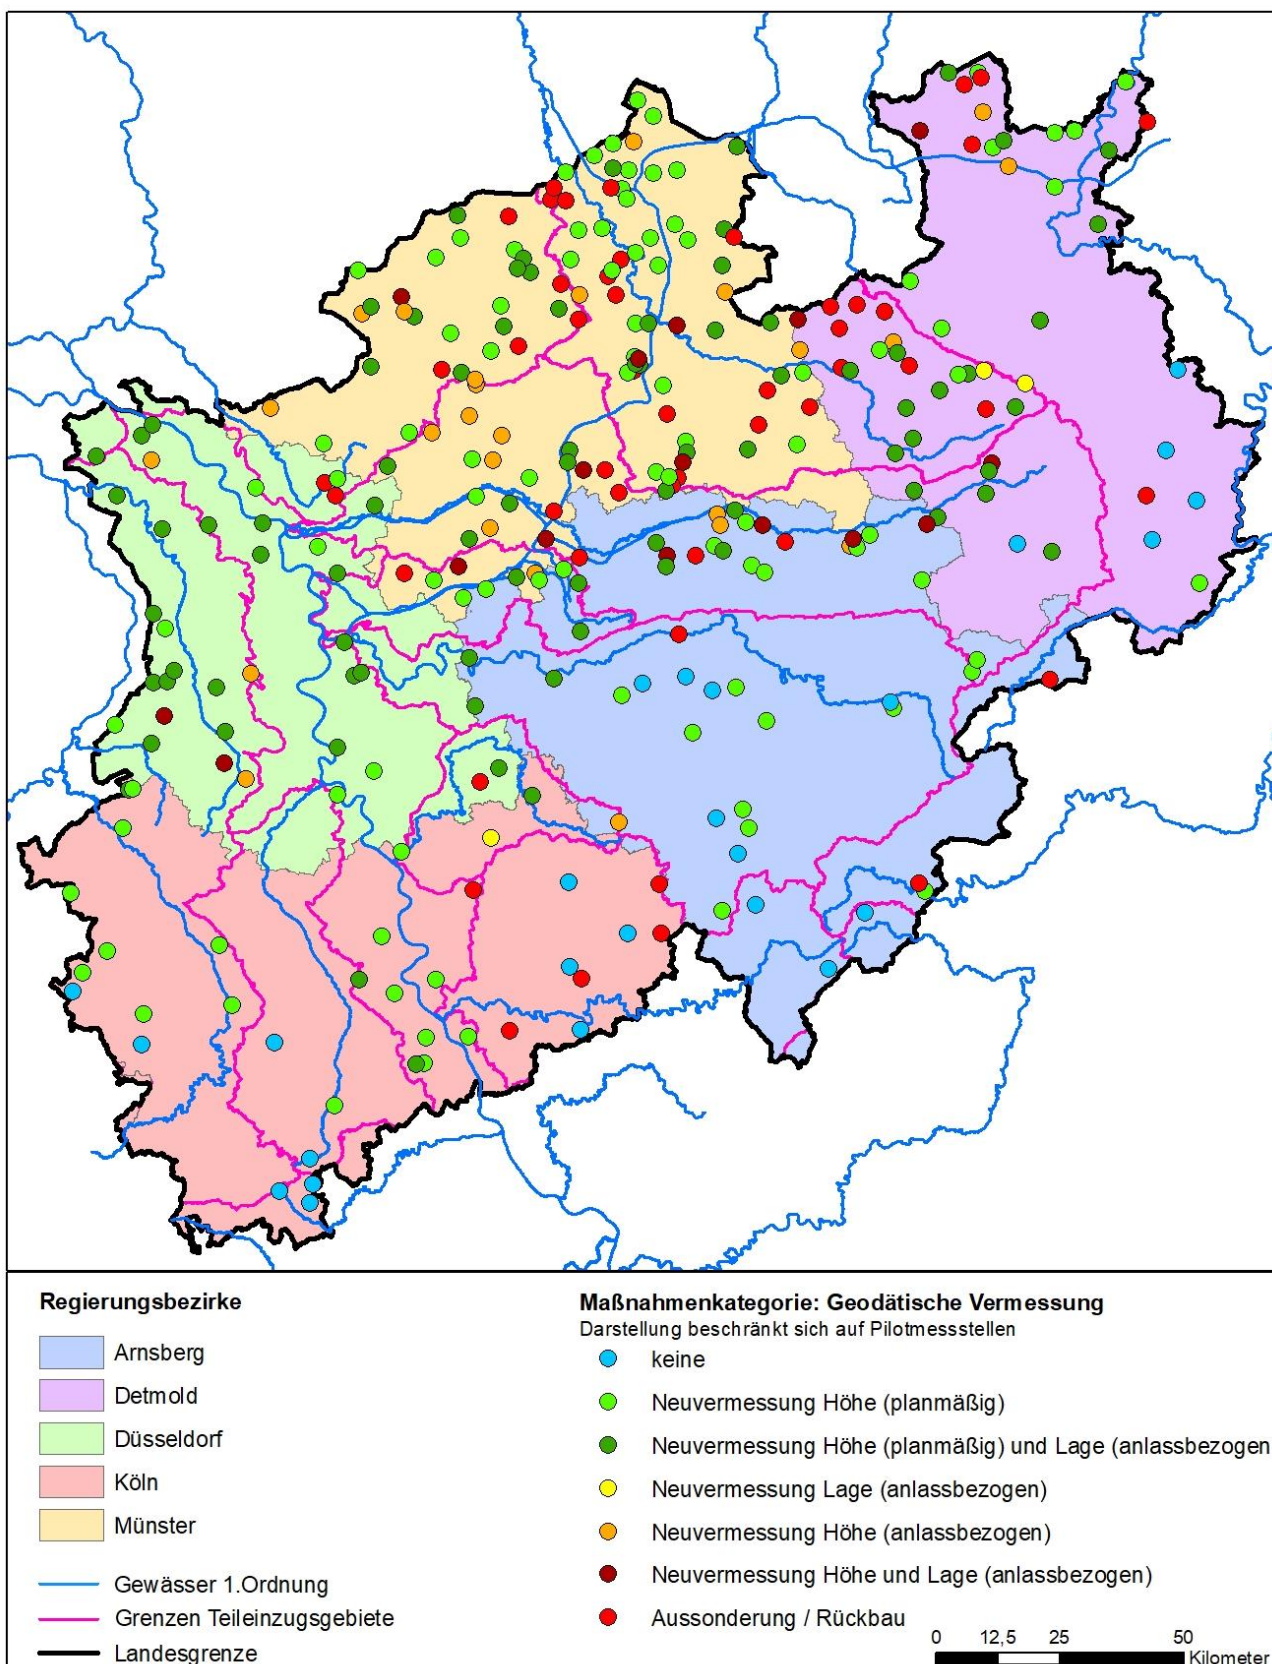 Regierungsbezirke
Arnsberg
Detmold
Düsseldorf
Köln
Münster
Gewässer 1.Ordnung
Grenzen Teileinzugsgebiete
Landesgrenze
Maßnahmenkategorie: Geodätische Vermessung
Darstellung beschränkt sich auf Pilotmessstellen
keine
Neuvermessung Höhe (planmäßig)
Neuvermessung Höhe (planmäßig) und Lage (anlassbezogen
Neuvermessung Lage (anlassbezogen)
Neuvermessung Höhe (anlassbezogen)
Neuvermessung Höhe und Lage (anlassbezogen)
Aussonderung / Rückbau
0 12,5 25 50
Kilometer